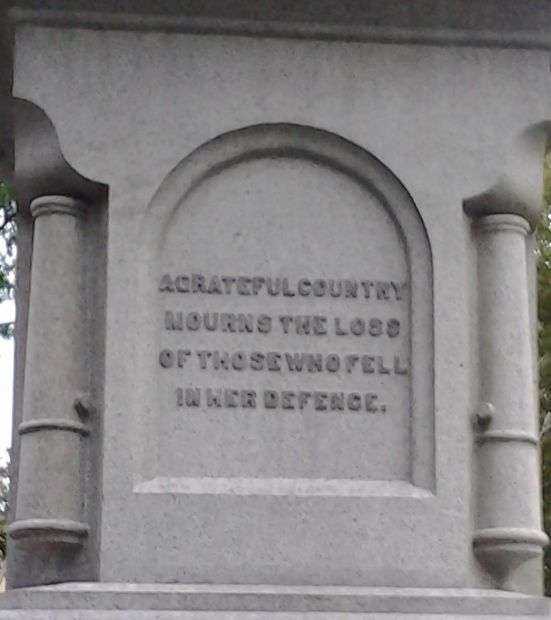 A GRATEFUL COUNTRY
MOURNS THE LOSS
OF THOSE WHO FELL
IN HER DEFENCE.